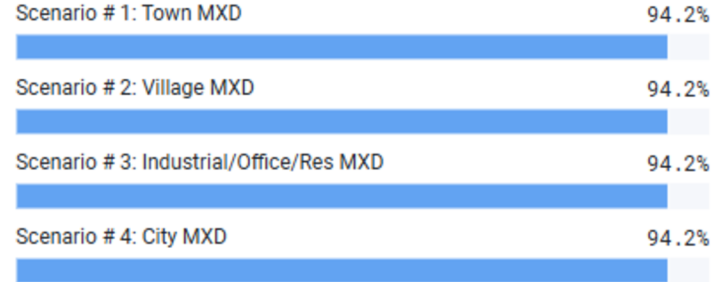 Scenario # 1: Town MXD 94.2%
Scenario # 2: Village MXD 94.2%
Scenario # 3: Industrial/Office/Res MXD 94.2%
Scenario # 4: City MXD 94.2%